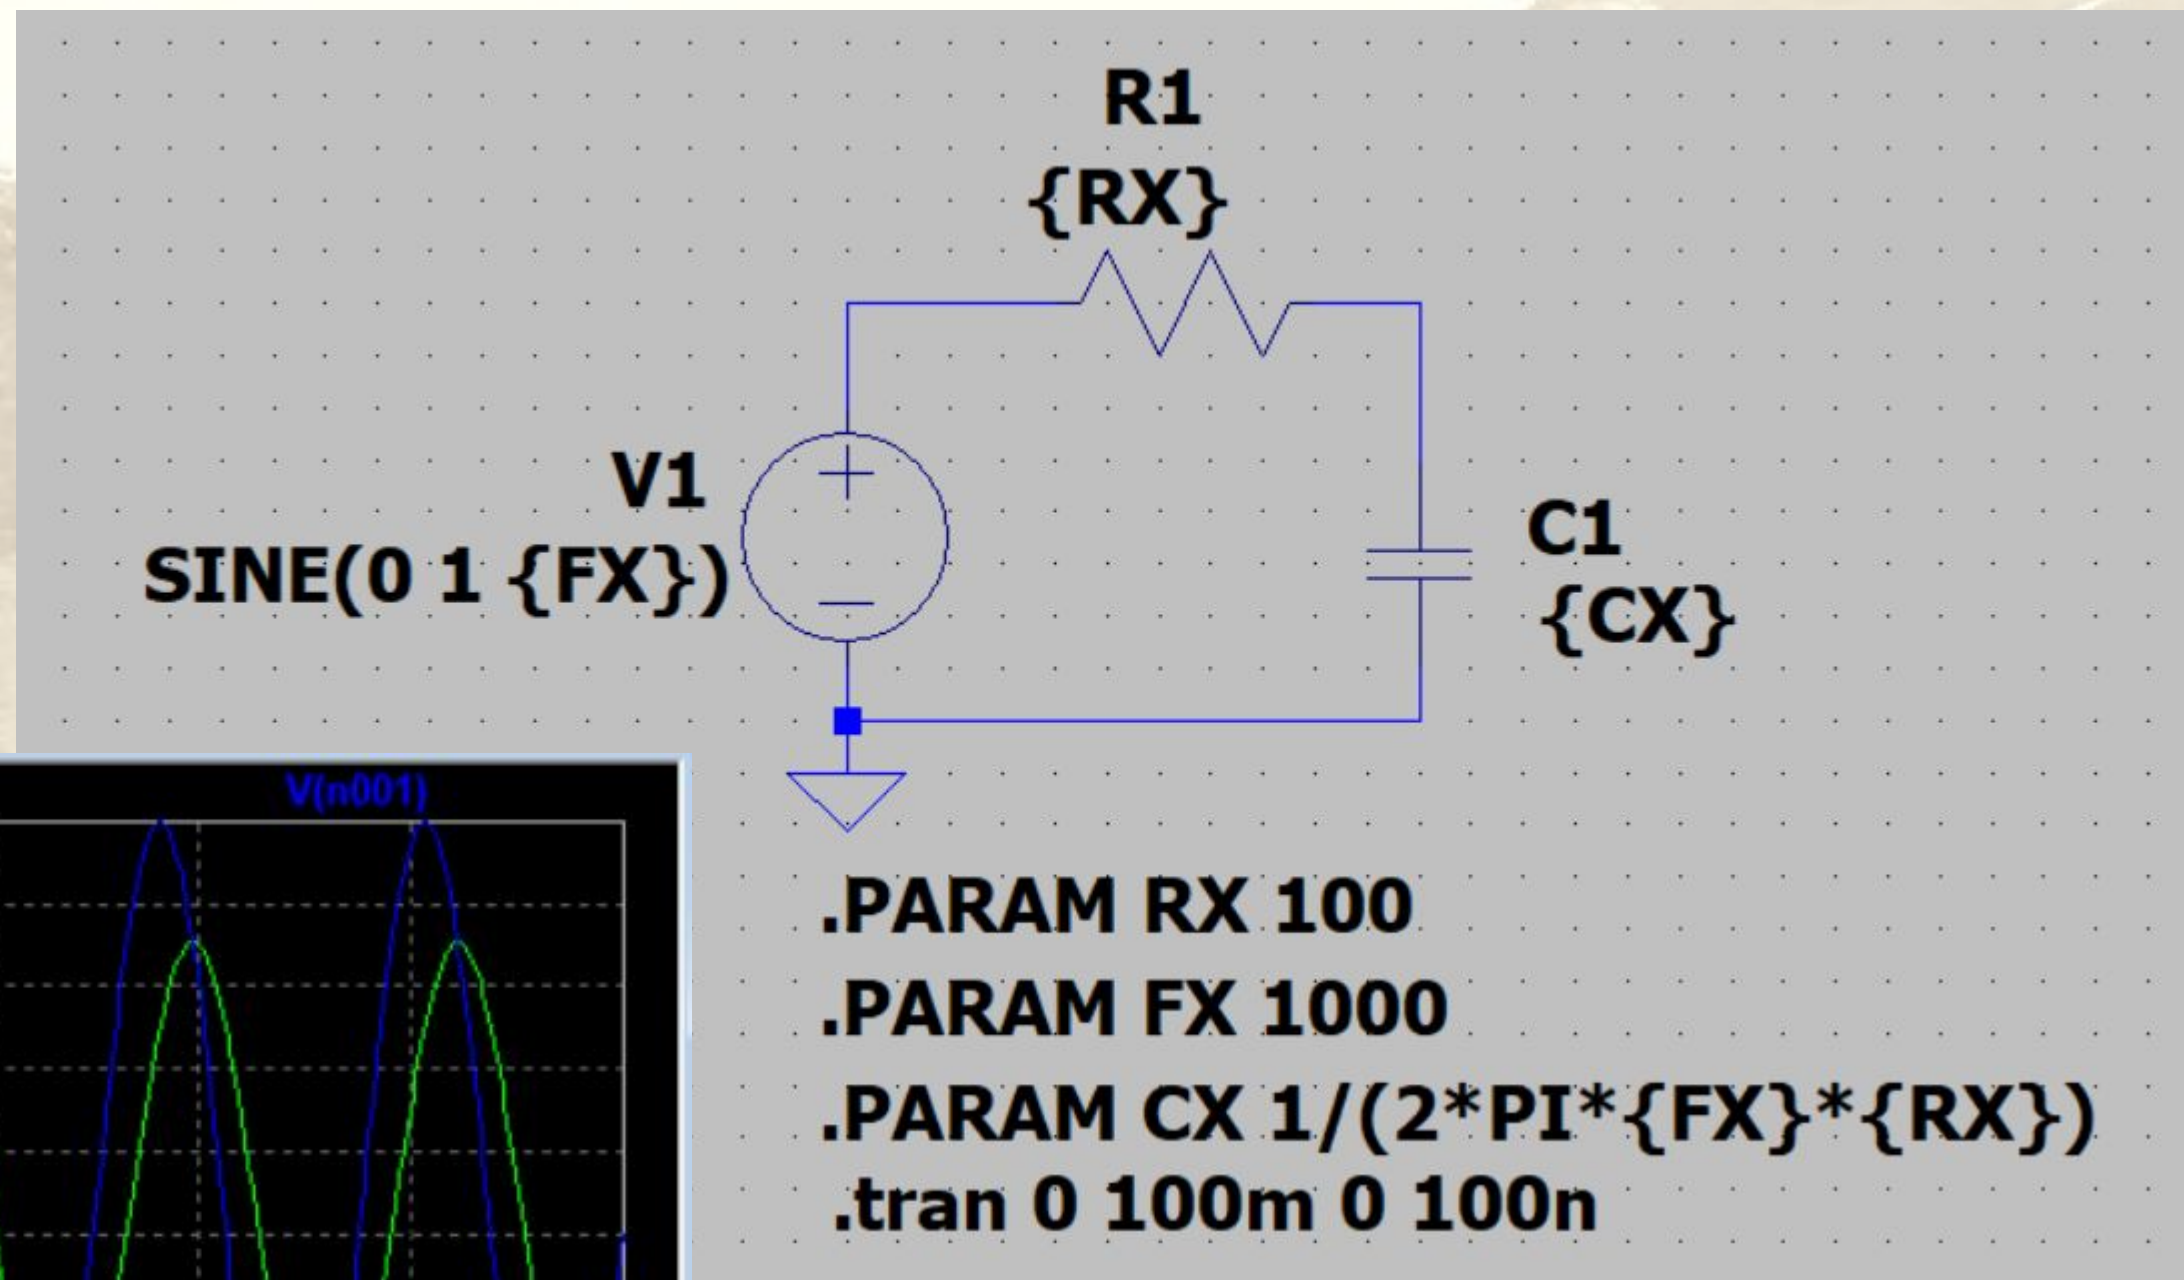 R1
{RX}
V1
SINE(0 1 {FX})
C1
{CX}
V(n001)
.PARAM RX 100
.PARAM FX 1000
.PARAM CX 1/(2*PI*{FX}*{RX})
.tran 0 100m 0 100n